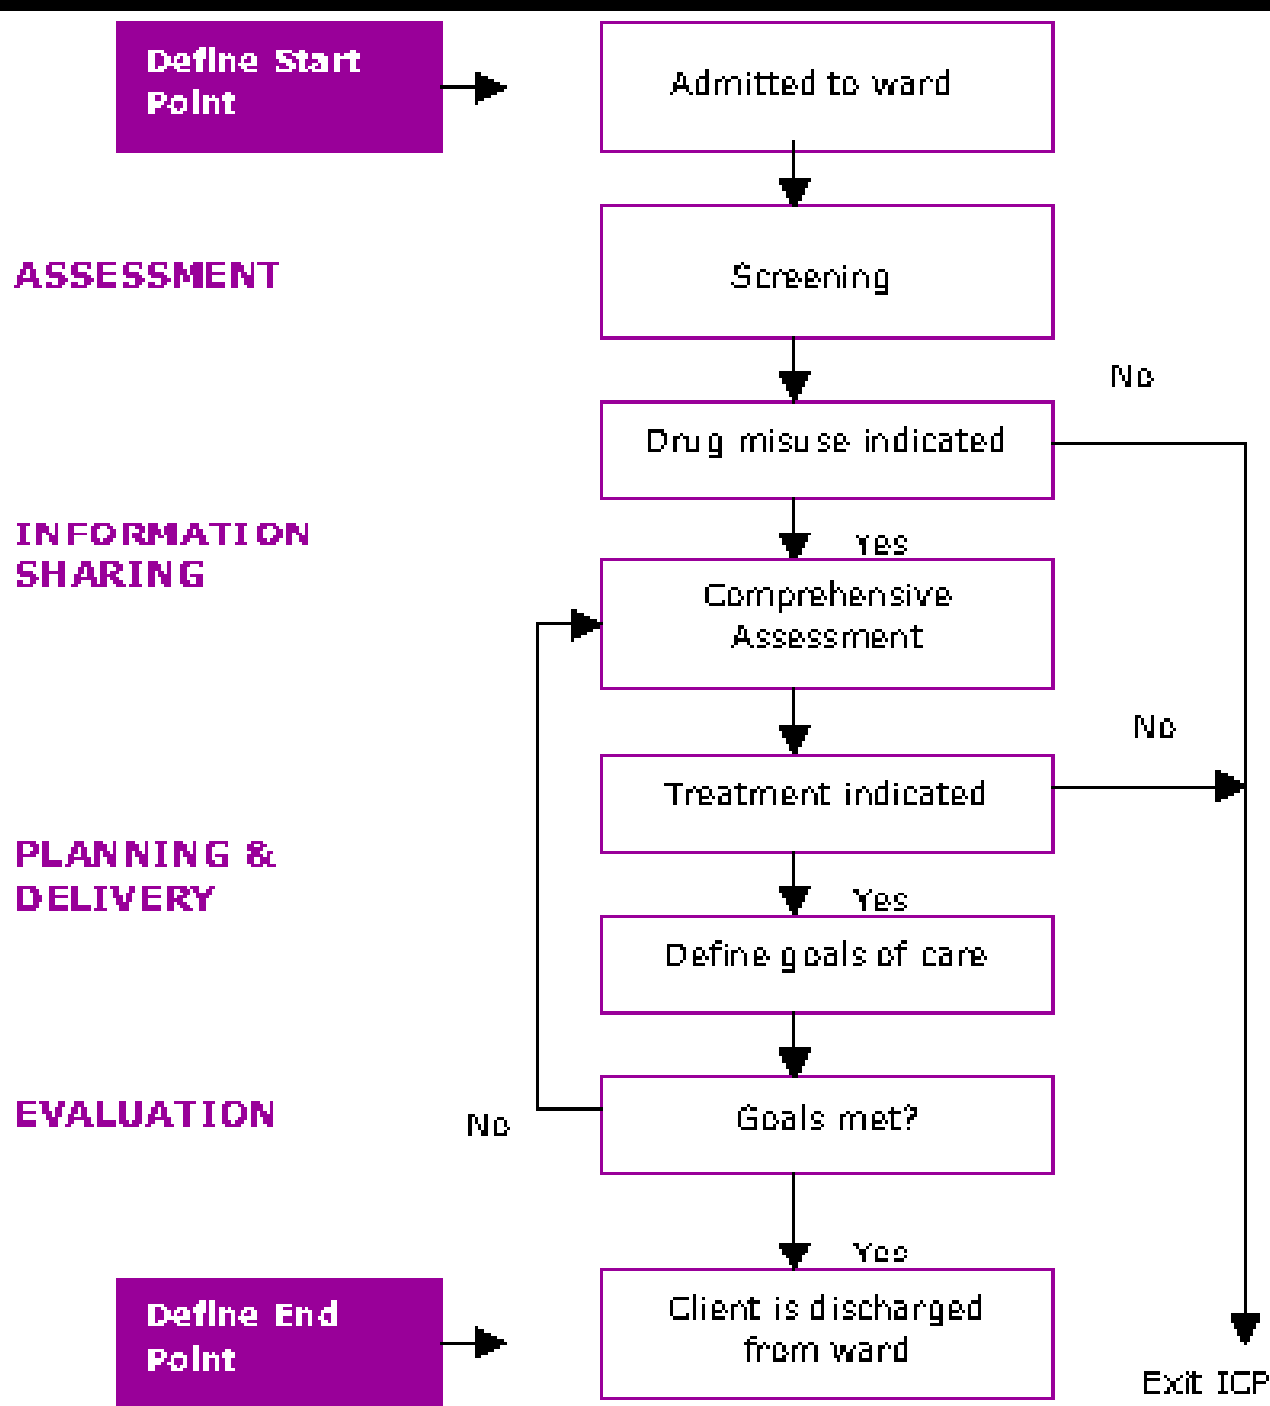 Define Start
Point
Admitted to ward
ASSESSMENT
Screening
No
Drug misuse indicated
INFORMATION
SHARING
Yes
Comprehensive
Assessment
No
Treatment indicated
PLANNING &
DELIVERY
Yes
Define goals of care
EVALUATION
No
Goals met?
Yes
Define End
Point
Client is discharged
from ward
Exit ICP